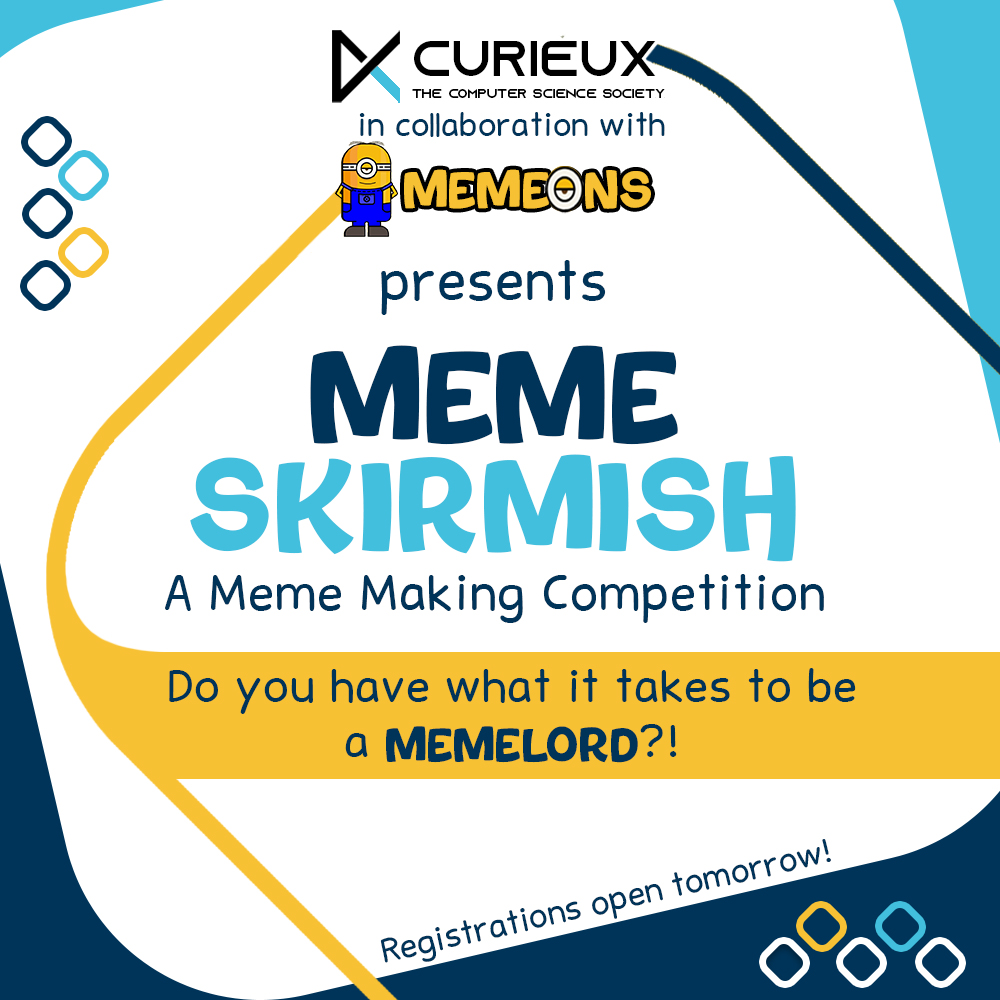 CURIEUX
THE COMPUTER SCIENCE SOCIETY
in collaboration with
MEMEONS
presents
MEME
SKIRMISH
A Meme Making Competition
Do you have what it takes to be
a MEMELORD?!
Registrations open tomorrow!